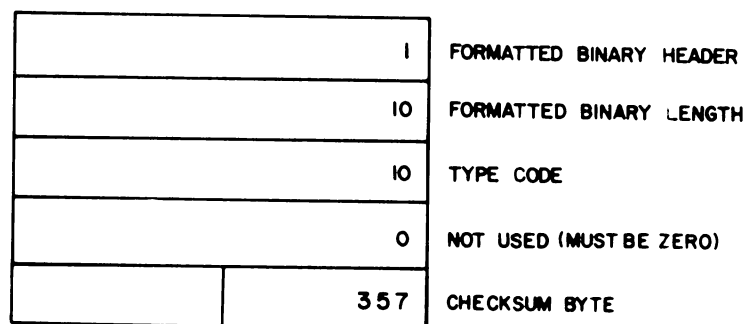 1 FORMATTED BINARY HEADER
10 FORMATTED BINARY LENGTH
10 TYPE CODE
0 NOT USED (MUST BE ZERO)
357 CHECKSUM BYTE